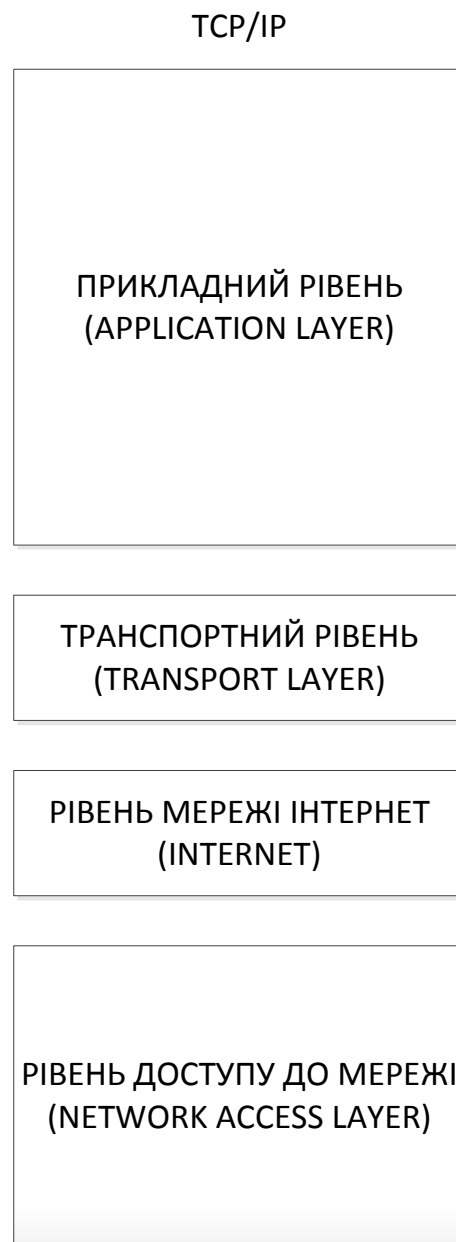 TCP/IP
ПРИКЛАДНИЙ РІВЕНЬ
(APPLICATION LAYER)
ТРАНСПОРТНИЙ РІВЕНЬ
(TRANSPORT LAYER)
РІВЕНЬ МЕРЕЖІ ІНТЕРНЕТ
(INTERNET)
РІВЕНЬ ДОСТУПУ ДО МЕРЕЖІ
(NETWORK ACCESS LAYER)